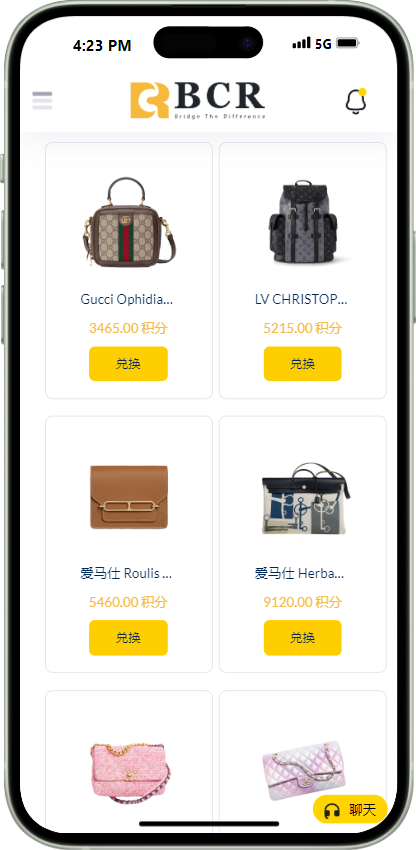 4:23 PM
5G
BCR
Bridge The Difference
Gucci Ophidia...
LV CHRISTOP...
3465.00 积分
5215.00 积分
兑换
兑换
爱马仕 Roulis ...
爱马仕 Herba...
5460.00 积分
9120.00 积分
兑换
兑换
聊天